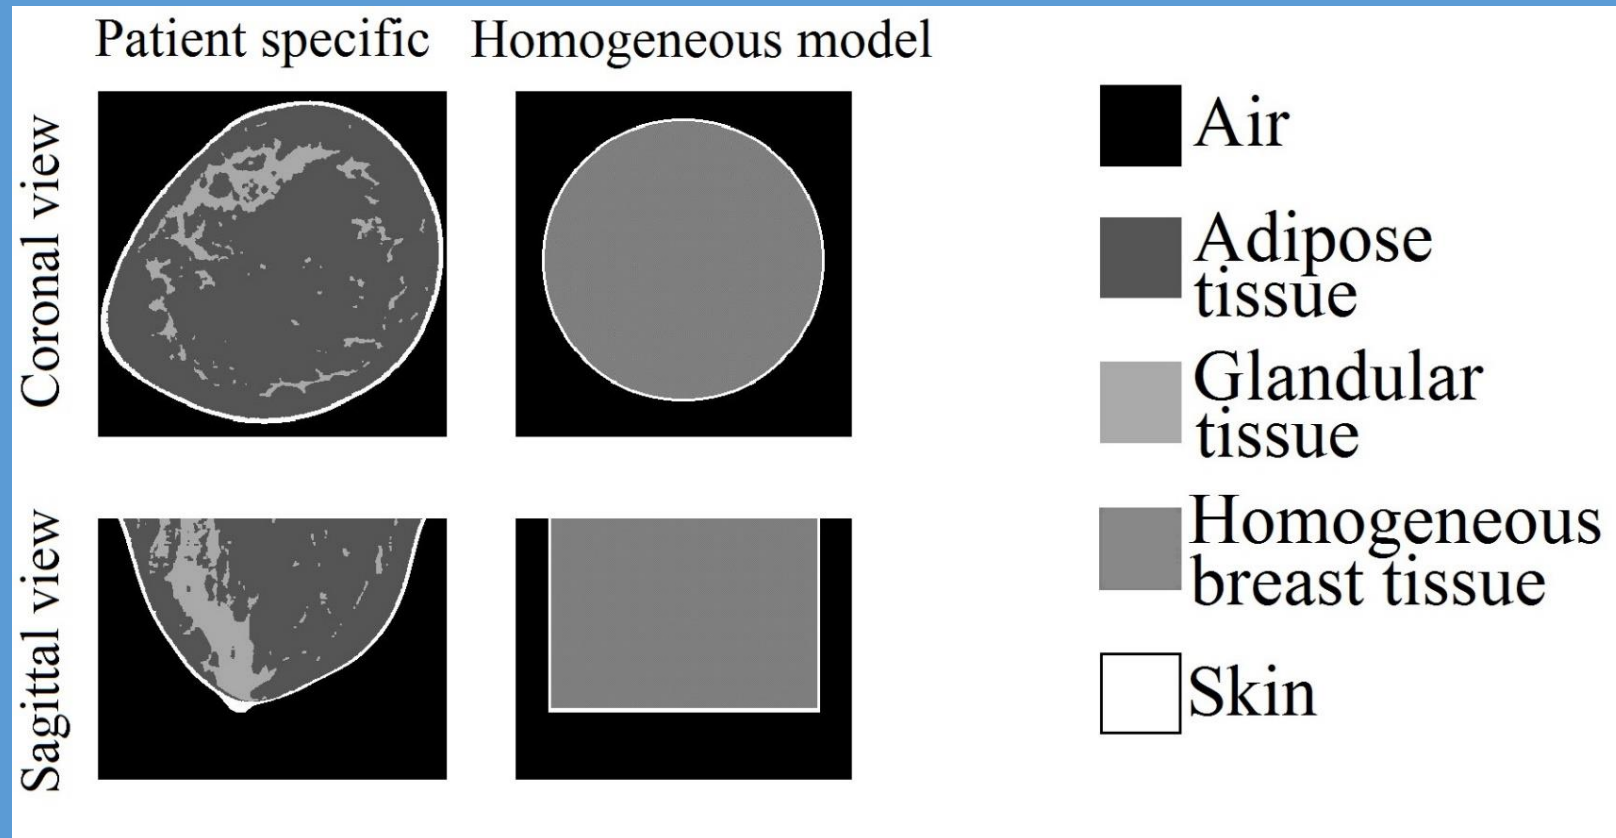 Patient specific
Homogeneous model
Coronal view
Sagittal view
Air
Adipose
tissue
Glandular
tissue
Homogeneous
breast tissue
Skin